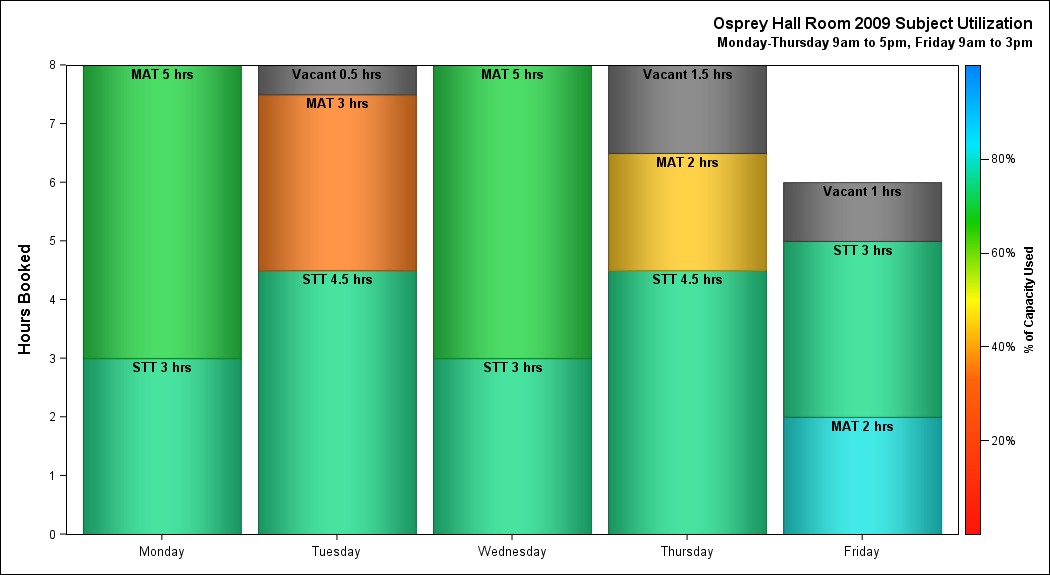 Osprey Hall Room 2009 Subject Utilization
Monday-Thursday 9am to 5pm, Friday 9am to 3pm
Hours Booked
8
7
6
5
4
3
2
1
0
MAT 5 hrs
STT 3 hrs
Vacant 0.5 hrs
MAT 3 hrs
STT 4.5 hrs
MAT 5 hrs
STT 3 hrs
Vacant 1.5 hrs
MAT 2 hrs
STT 4.5 hrs
Vacant 1 hrs
STT 3 hrs
MAT 2 hrs
Monday
Tuesday
Wednesday
Thursday
Friday
80%
60%
40%
20%
% of Capacity Used